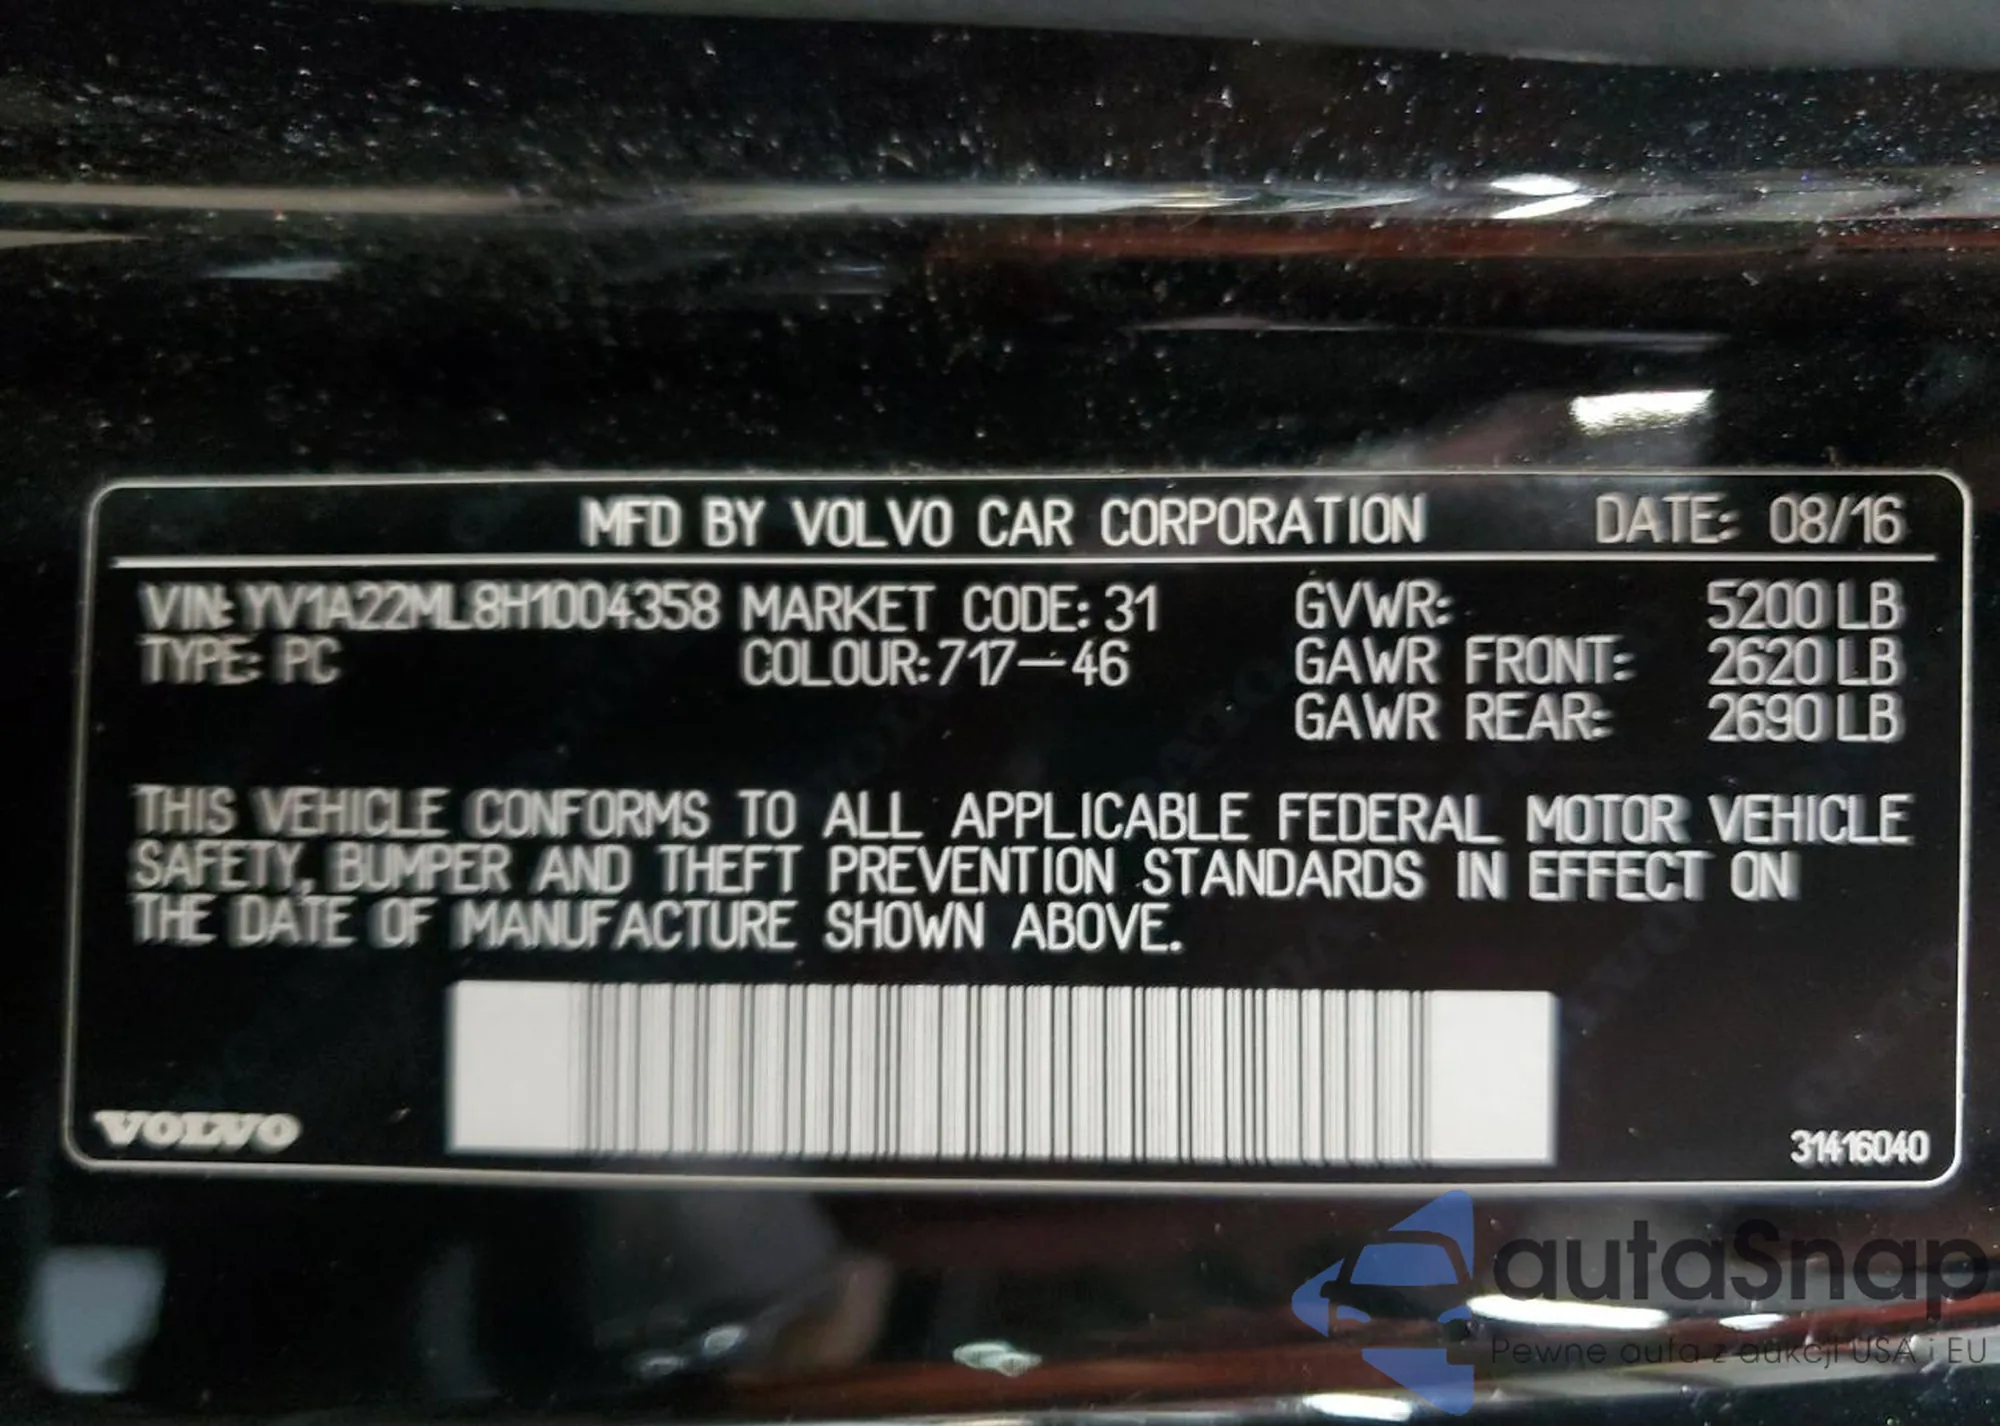 MFD BY VOLVO CAR CORPORATION DATE: 08/16
VIN: YV1A22ML8H1004358 MARKET CODE: 31 GVWR: 5200 LB
TYPE: PC COLOUR: 717-46 GAWR FRONT: 2620 LB
GAWR REAR: 2690 LB
THIS VEHICLE CONFORMS TO ALL APPLICABLE FEDERAL MOTOR VEHICLE
SAFETY, BUMPER AND THEFT PREVENTION STANDARDS IN EFFECT ON
THE DATE OF MANUFACTURE SHOWN ABOVE.
VOLVO
31416040
autaSnap
Pewne auta z aukcji USA i EU